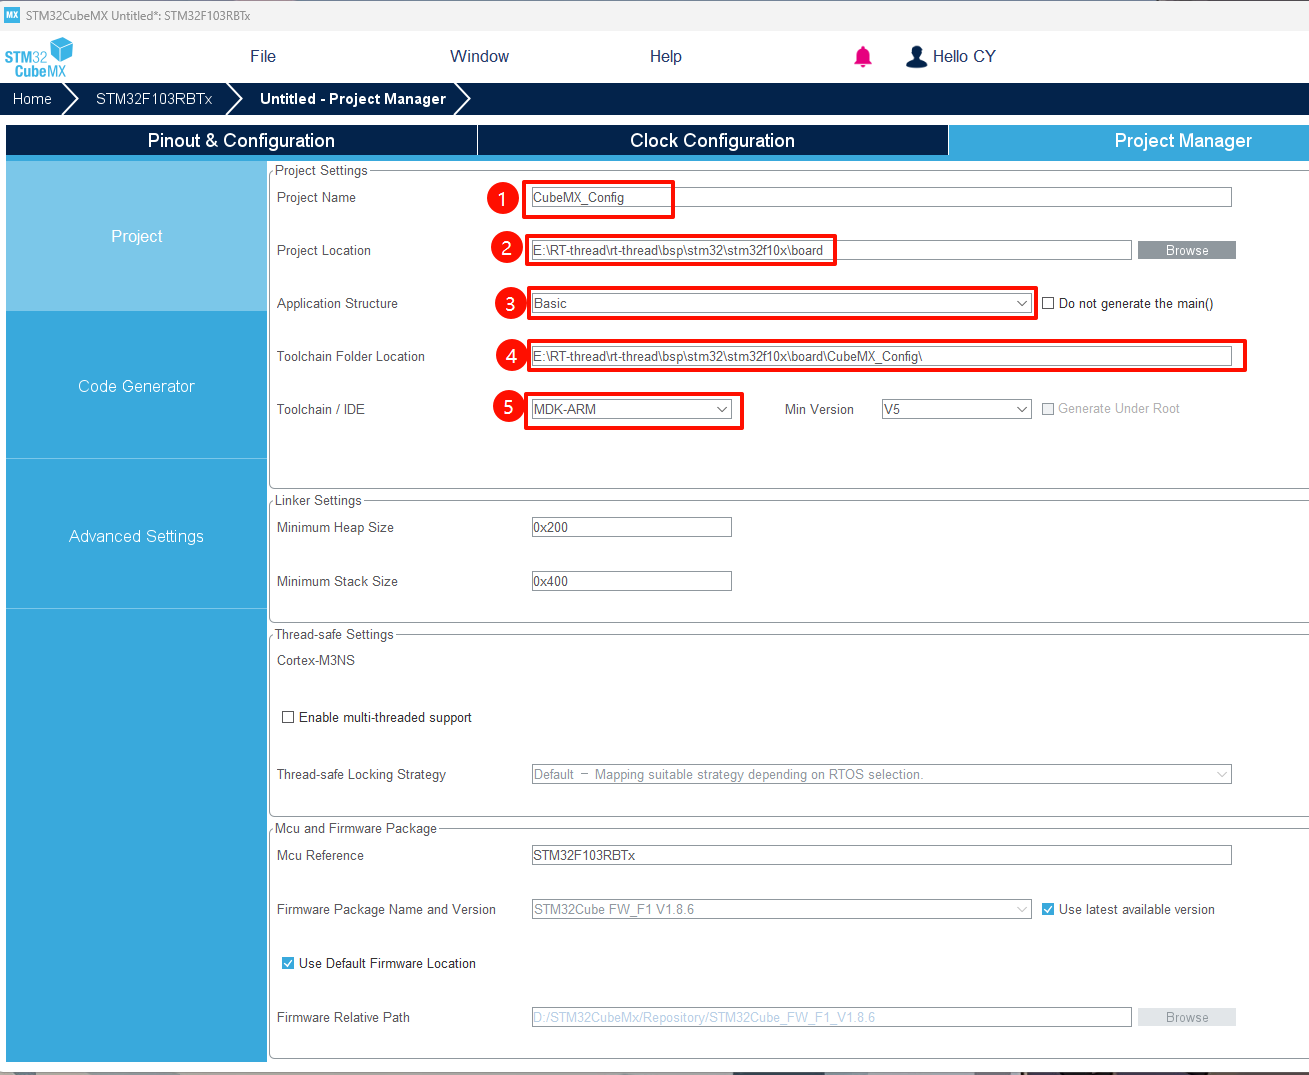 MX STM32CubeMX Untitled*: STM32F103RBTx
STM32
CubeMX
File Window Help Hello CY
Home STM32F103RBTx Untitled - Project Manager
Pinout & Configuration Clock Configuration Project Manager
Project
Code Generator
Advanced Settings
Project Settings
Project Name 1 CubeMX_Config
Project Location 2 E:\RT-thread\rt-thread\bsp\stm32\stm32f10x\board Browse
Application Structure 3 Basic Do not generate the main()
Toolchain Folder Location 4 E:\RT-thread\rt-thread\bsp\stm32\stm32f10x\board\CubeMX_Config\
Toolchain / IDE 5 MDK-ARM Min Version V5 Generate Under Root
Linker Settings
Minimum Heap Size 0x200
Minimum Stack Size 0x400
Thread-safe Settings
Cortex-M3NS
Enable multi-threaded support
Thread-safe Locking Strategy Default – Mapping suitable strategy depending on RTOS selection.
Mcu and Firmware Package
Mcu Reference STM32F103RBTx
Firmware Package Name and Version STM32Cube FW_F1 V1.8.6 Use latest available version
Use Default Firmware Location
Firmware Relative Path D:/STM32CubeMx/Repository/STM32Cube_FW_F1_V1.8.6 Browse